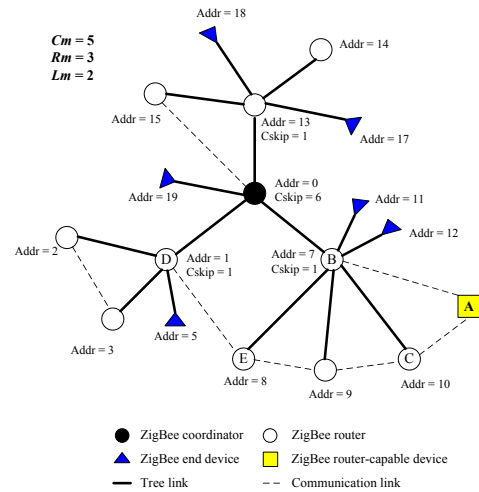 Cm = 5
Rm = 3
Lm = 2
Addr = 18
Addr = 14
Addr = 15
Addr = 13
Cskip = 1
Addr = 17
Addr = 0
Cskip = 6
Addr = 19
Addr = 11
Addr = 12
Addr = 2
D
Addr = 1
Cskip = 1
Addr = 7
Cskip = 1
B
A
Addr = 3
Addr = 5
E
C
Addr = 8
Addr = 9
Addr = 10
ZigBee coordinator
ZigBee router
ZigBee end device
ZigBee router-capable device
Tree link
Communication link